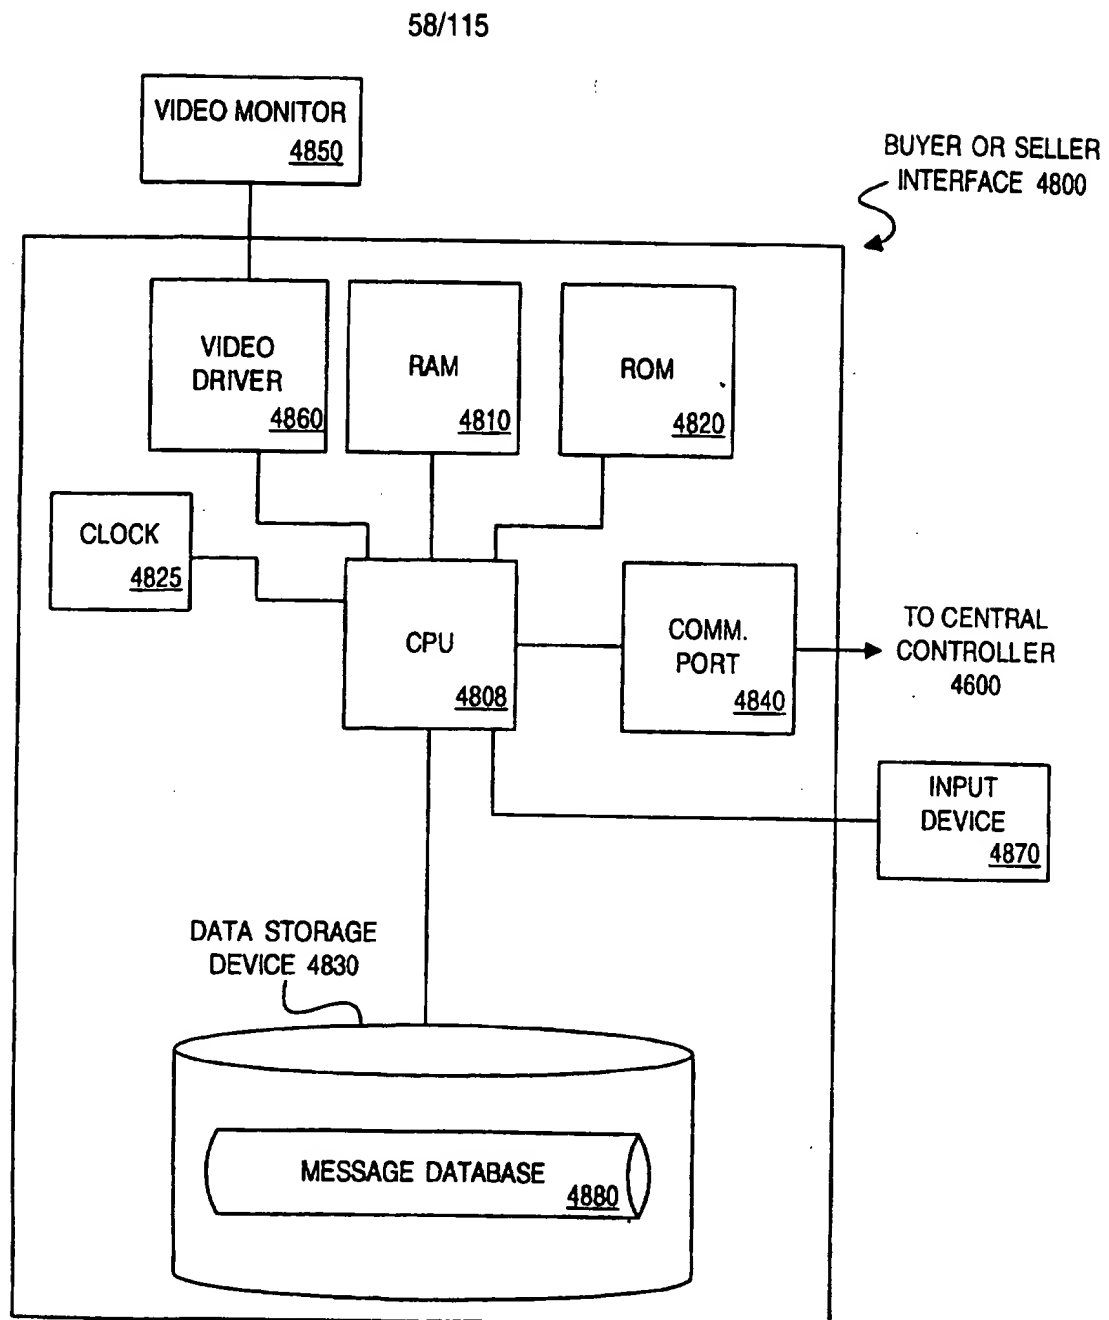 58/115
VIDEO MONITOR
4850
BUYER OR SELLER
INTERFACE 4800
VIDEO
DRIVER
4860
RAM
4810
ROM
4820
CLOCK
4825
CPU
4808
COMM.
PORT
4840
TO CENTRAL
CONTROLLER
4600
INPUT
DEVICE
4870
DATA STORAGE
DEVICE 4830
MESSAGE DATABASE
4880